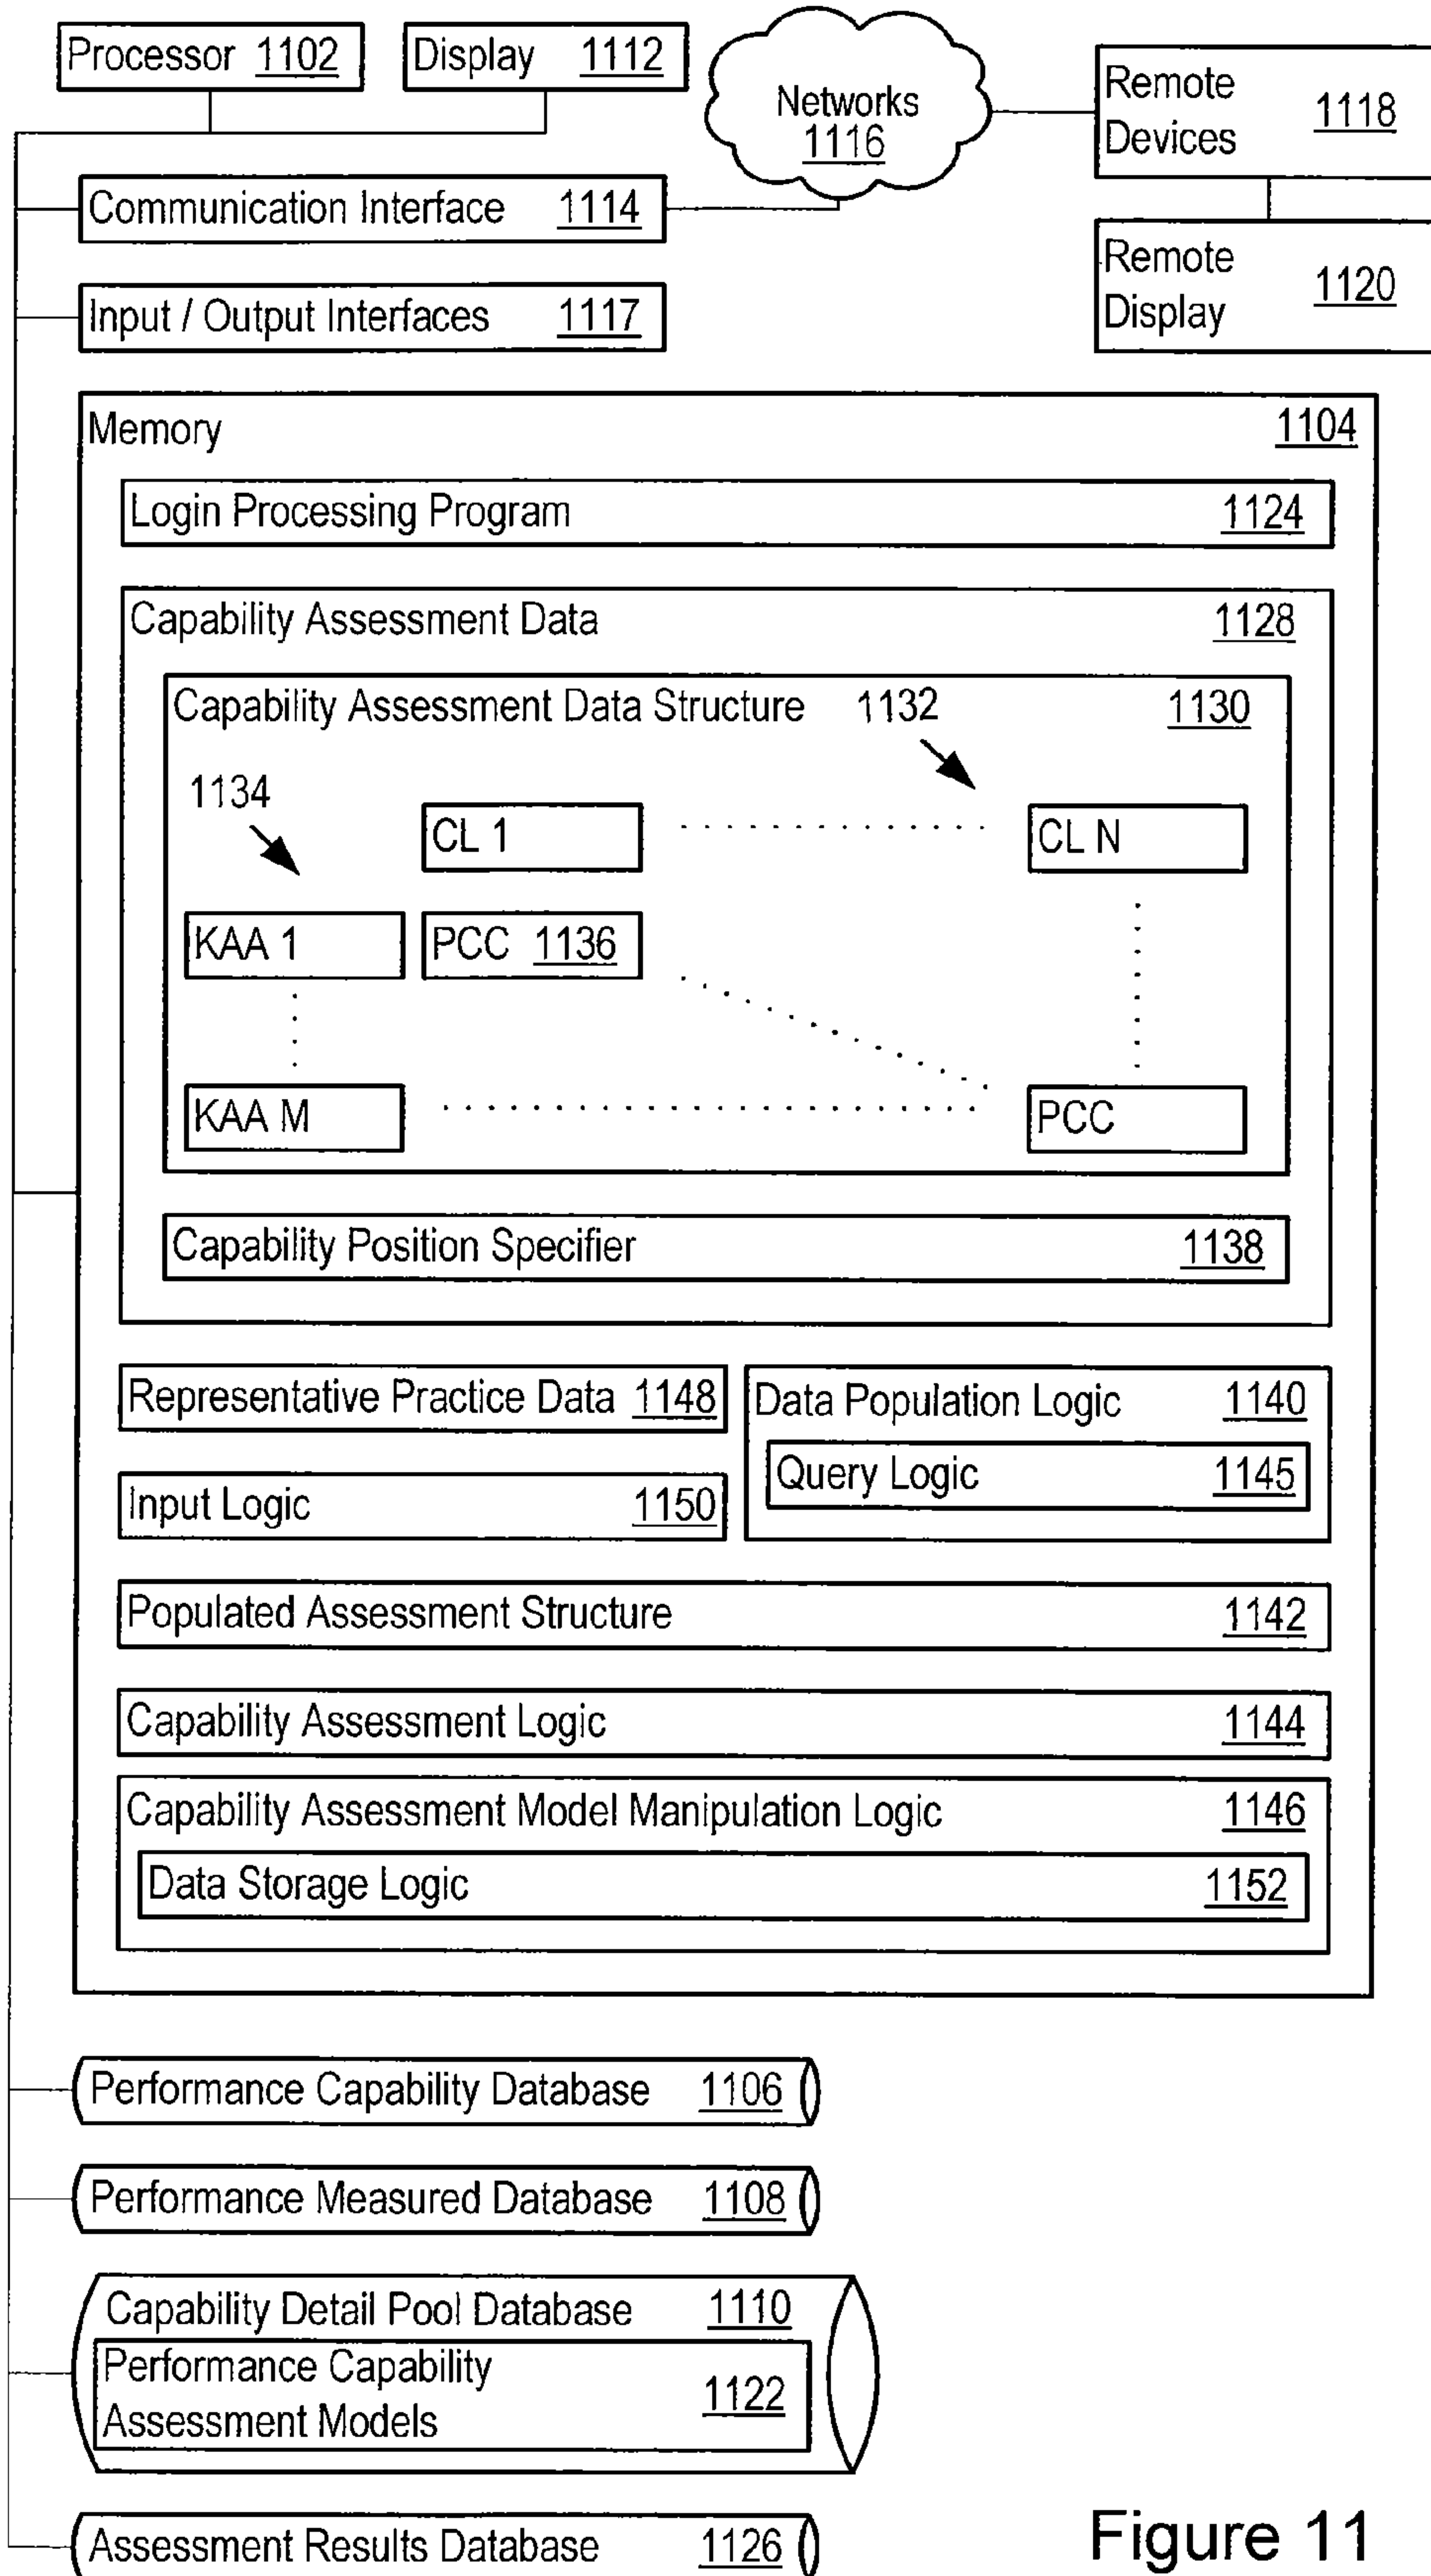 Processor 1102
Display 1112
Networks
1116
Remote
Devices
1118
Communication Interface 1114
Remote
Display
1120
Input / Output Interfaces 1117
Memory 1104
Login Processing Program 1124
Capability Assessment Data 1128
Capability Assessment Data Structure 1132 1130
1134
CL 1 CL N
KAA 1 PCC 1136
KAA M PCC
Capability Position Specifier 1138
Representative Practice Data 1148
Data Population Logic 1140
Query Logic 1145
Input Logic 1150
Populated Assessment Structure 1142
Capability Assessment Logic 1144
Capability Assessment Model Manipulation Logic 1146
Data Storage Logic 1152
Performance Capability Database 1106
Performance Measured Database 1108
Capability Detail Pool Database 1110
Performance Capability
Assessment Models
1122
Assessment Results Database 1126
Figure 11